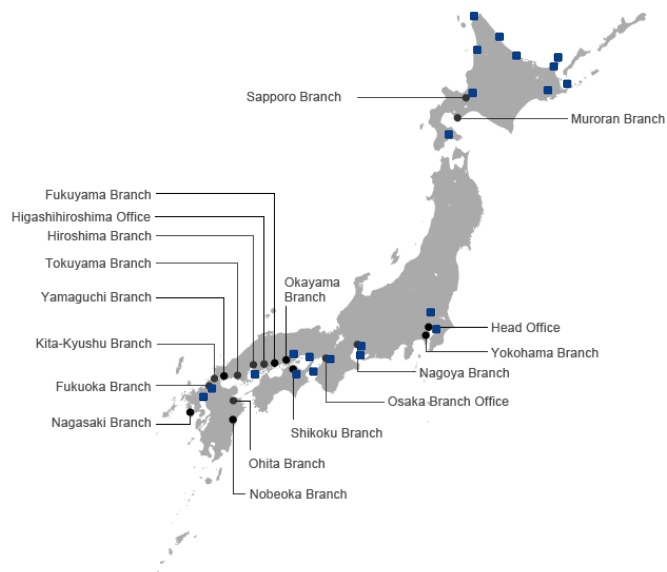 Sapporo Branch
Muroran Branch
Fukuyama Branch
Higashihiroshima Office
Hiroshima Branch
Tokuyama Branch
Okayama
Branch
Yamaguchi Branch
Head Office
Kita-Kyushu Branch
Yokohama Branch
Nagoya Branch
Fukuoka Branch
Osaka Branch Office
Nagasaki Branch
Shikoku Branch
Ohita Branch
Nobeoka Branch